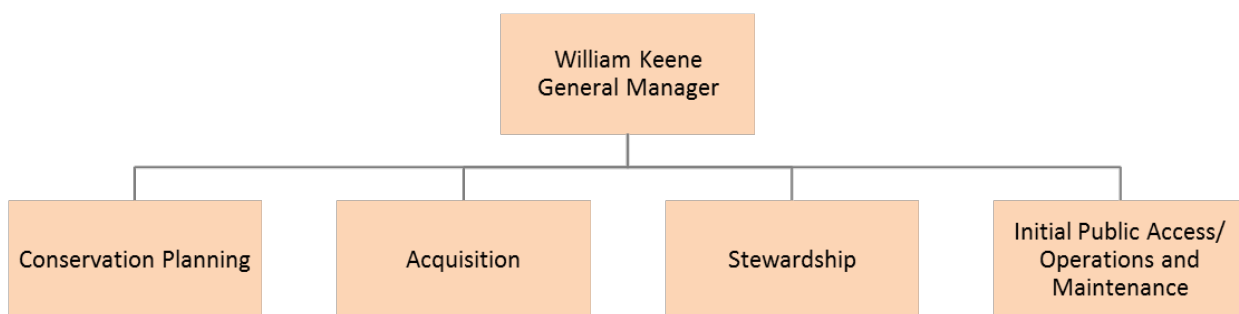 William Keene
General Manager
Conservation Planning
Acquisition
Stewardship
Initial Public Access/
Operations and
Maintenance